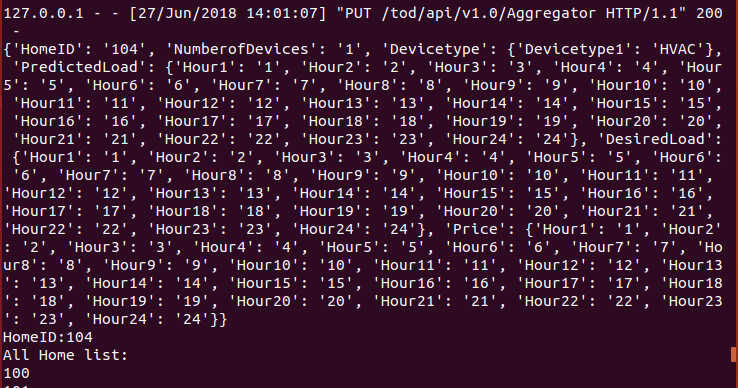 127.0.0.1 - - [27/Jun/2018 14:01:07] "PUT /tod/api/v1.0/Aggregator HTTP/1.1" 200
 -
{'HomeID': '104', 'NumberofDevices': '1', 'Devicetype': {'Devicetype1': 'HVAC'},
 'PredictedLoad': {'Hour1': '1', 'Hour2': '2', 'Hour3': '3', 'Hour4': '4', 'Hour
5': '5', 'Hour6': '6', 'Hour7': '7', 'Hour8': '8', 'Hour9': '9', 'Hour10': '10',
 'Hour11': '11', 'Hour12': '12', 'Hour13': '13', 'Hour14': '14', 'Hour15': '15',
 'Hour16': '16', 'Hour17': '17', 'Hour18': '18', 'Hour19': '19', 'Hour20': '20',
 'Hour21': '21', 'Hour22': '22', 'Hour23': '23', 'Hour24': '24'}, 'DesiredLoad':
 {'Hour1': '1', 'Hour2': '2', 'Hour3': '3', 'Hour4': '4', 'Hour5': '5', 'Hour6':
 '6', 'Hour7': '7', 'Hour8': '8', 'Hour9': '9', 'Hour10': '10', 'Hour11': '11',
'Hour12': '12', 'Hour13': '13', 'Hour14': '14', 'Hour15': '15', 'Hour16': '16',
'Hour17': '17', 'Hour18': '18', 'Hour19': '19', 'Hour20': '20', 'Hour21': '21',
'Hour22': '22', 'Hour23': '23', 'Hour24': '24'}, 'Price': {'Hour1': '1', 'Hour2'
: '2', 'Hour3': '3', 'Hour4': '4', 'Hour5': '5', 'Hour6': '6', 'Hour7': '7', 'Ho
ur8': '8', 'Hour9': '9', 'Hour10': '10', 'Hour11': '11', 'Hour12': '12', 'Hour13
': '13', 'Hour14': '14', 'Hour15': '15', 'Hour16': '16', 'Hour17': '17', 'Hour18
': '18', 'Hour19': '19', 'Hour20': '20', 'Hour21': '21', 'Hour22': '22', 'Hour23
': '23', 'Hour24': '24'}}
HomeID:104
All Home list:
100
101